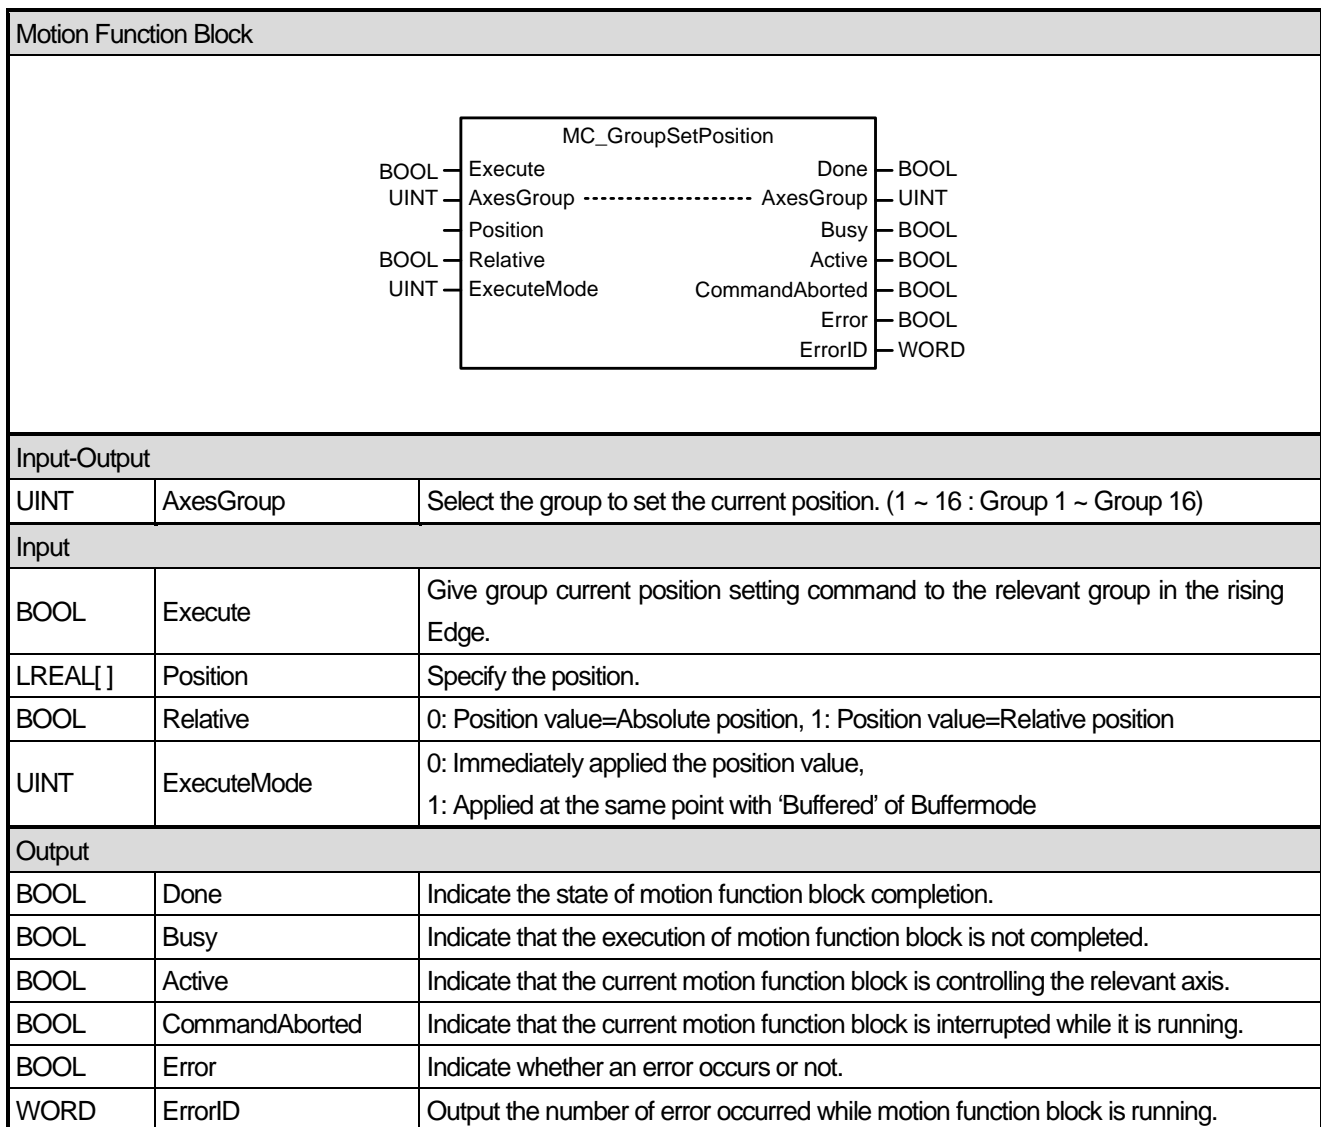 Motion Function Block
MC_GroupSetPosition
BOOL Execute Done BOOL
UINT AxesGroup AxesGroup UINT
Position Busy BOOL
BOOL Relative Active BOOL
UINT ExecuteMode CommandAborted BOOL
Error BOOL
ErrorID WORD
Input-Output
UINT AxesGroup Select the group to set the current position. (1 ~ 16 : Group 1 ~ Group 16)
Input
BOOL Execute Give group current position setting command to the relevant group in the rising
Edge.
LREAL[ ] Position Specify the position.
BOOL Relative 0: Position value=Absolute position, 1: Position value=Relative position
UINT ExecuteMode 0: Immediately applied the position value,
1: Applied at the same point with ‘Buffered’ of Buffermode
Output
BOOL Done Indicate the state of motion function block completion.
BOOL Busy Indicate that the execution of motion function block is not completed.
BOOL Active Indicate that the current motion function block is controlling the relevant axis.
BOOL CommandAborted Indicate that the current motion function block is interrupted while it is running.
BOOL Error Indicate whether an error occurs or not.
WORD ErrorID Output the number of error occurred while motion function block is running.